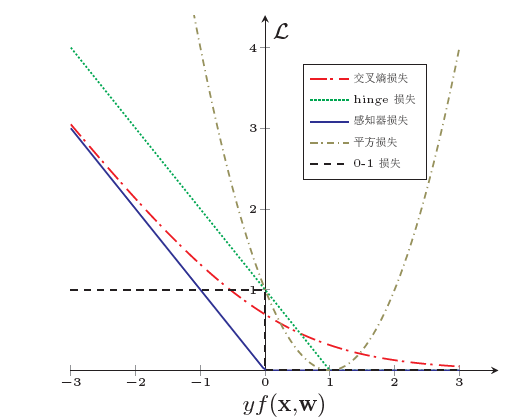 ℒ
4
交叉熵损失
hinge 损失
感知器损失
平方损失
0-1 损失
3
2
1
−3 −2 −1 0 1 2 3
yf(x,w)